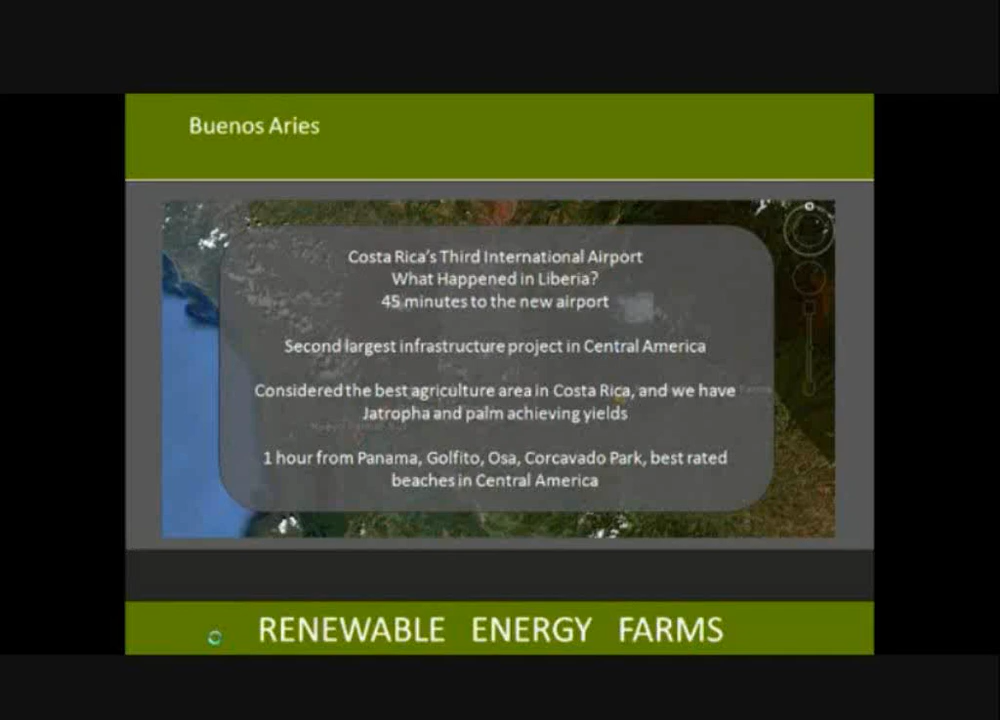 Buenos Aries
Costa Rica's Third International Airport
What Happened in Liberia?
45 minutes to the new airport
Second largest infrastructure project in Central America
Considered the best agriculture area in Costa Rica, and we have
Jatropha and palm achieving yields
1 hour from Panama, Golfito, Osa, Corcavado Park, best rated
beaches in Central America
RENEWABLE ENERGY FARMS